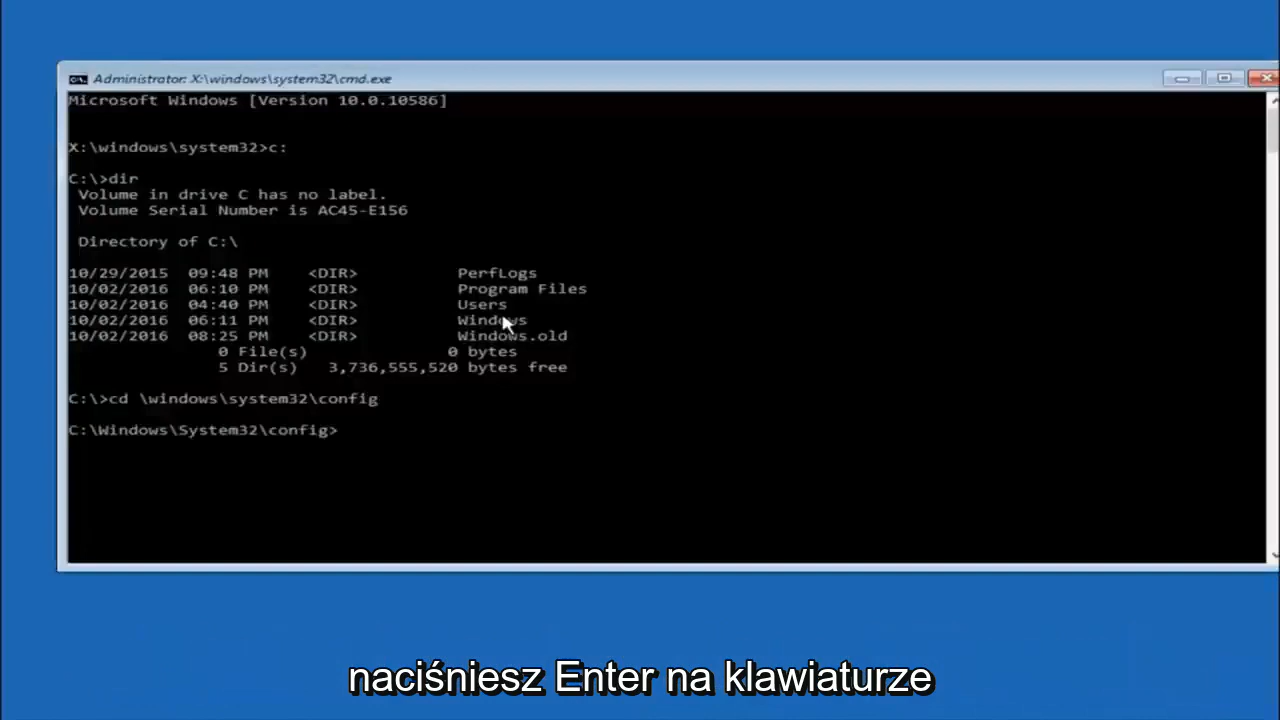 Administrator: X:\windows\system32\cmd.exe
Microsoft Windows [Version 10.0.10586]
X:\windows\system32>c:
C:\>dir
Volume in drive C has no label.
Volume Serial Number is AC45-E156
Directory of C:\
10/29/2015 09:48 PM <DIR> PerfLogs
10/02/2016 06:10 PM <DIR> Program Files
10/02/2016 04:40 PM <DIR> Users
10/02/2016 06:11 PM <DIR> Windows
10/02/2016 08:25 PM <DIR> Windows.old
0 File(s) 0 bytes
5 Dir(s) 3,736,555,520 bytes free
C:\>cd \windows\system32\config
C:\Windows\System32\config>
naciśniesz Enter na klawiaturze